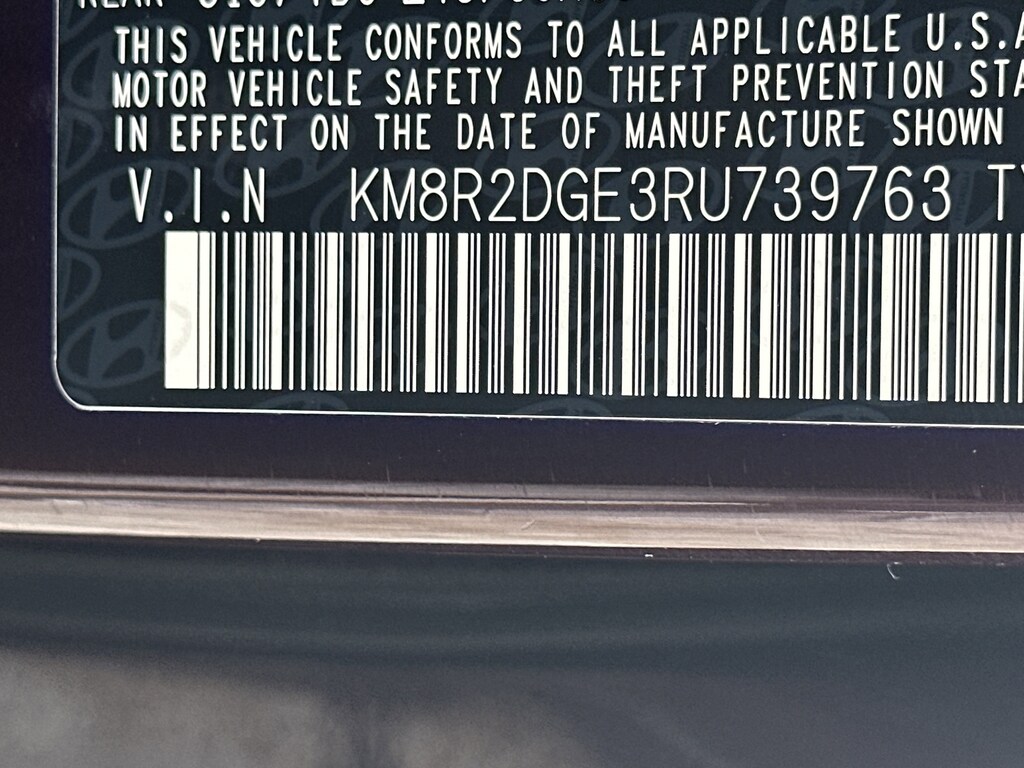 THIS VEHICLE CONFORMS TO ALL APPLICABLE U.S.A
MOTOR VEHICLE SAFETY AND THEFT PREVENTION STA
IN EFFECT ON THE DATE OF MANUFACTURE SHOWN
V.I.N KM8R2DGE3RU739763 TY